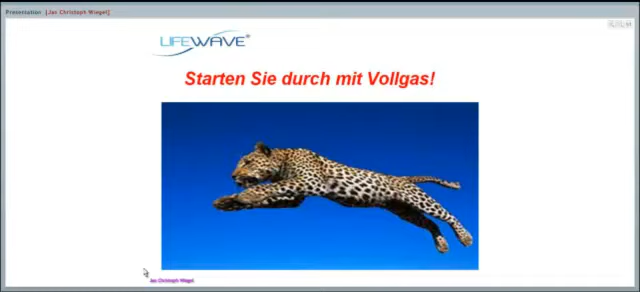 Presentation [Jan Christoph Wiegel]
LIFEWAVE®
Starten Sie durch mit Vollgas!
Jan Christoph Wiegel